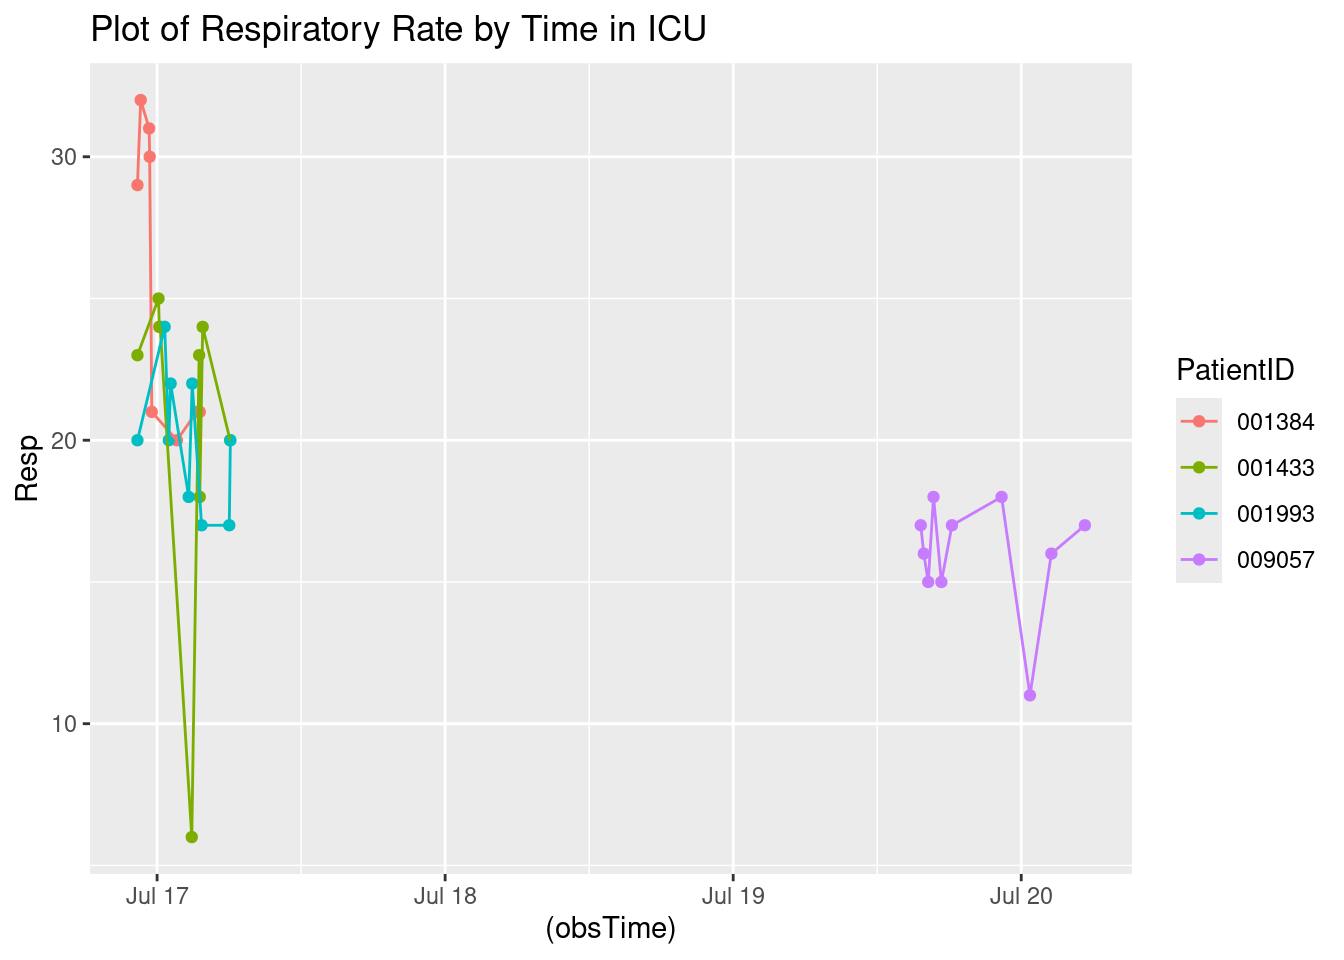 Plot of Respiratory Rate by Time in ICU
30
20
10
Resp
Jul 17
Jul 18
Jul 19
Jul 20
(obsTime)
PatientID
001384
001433
001993
009057